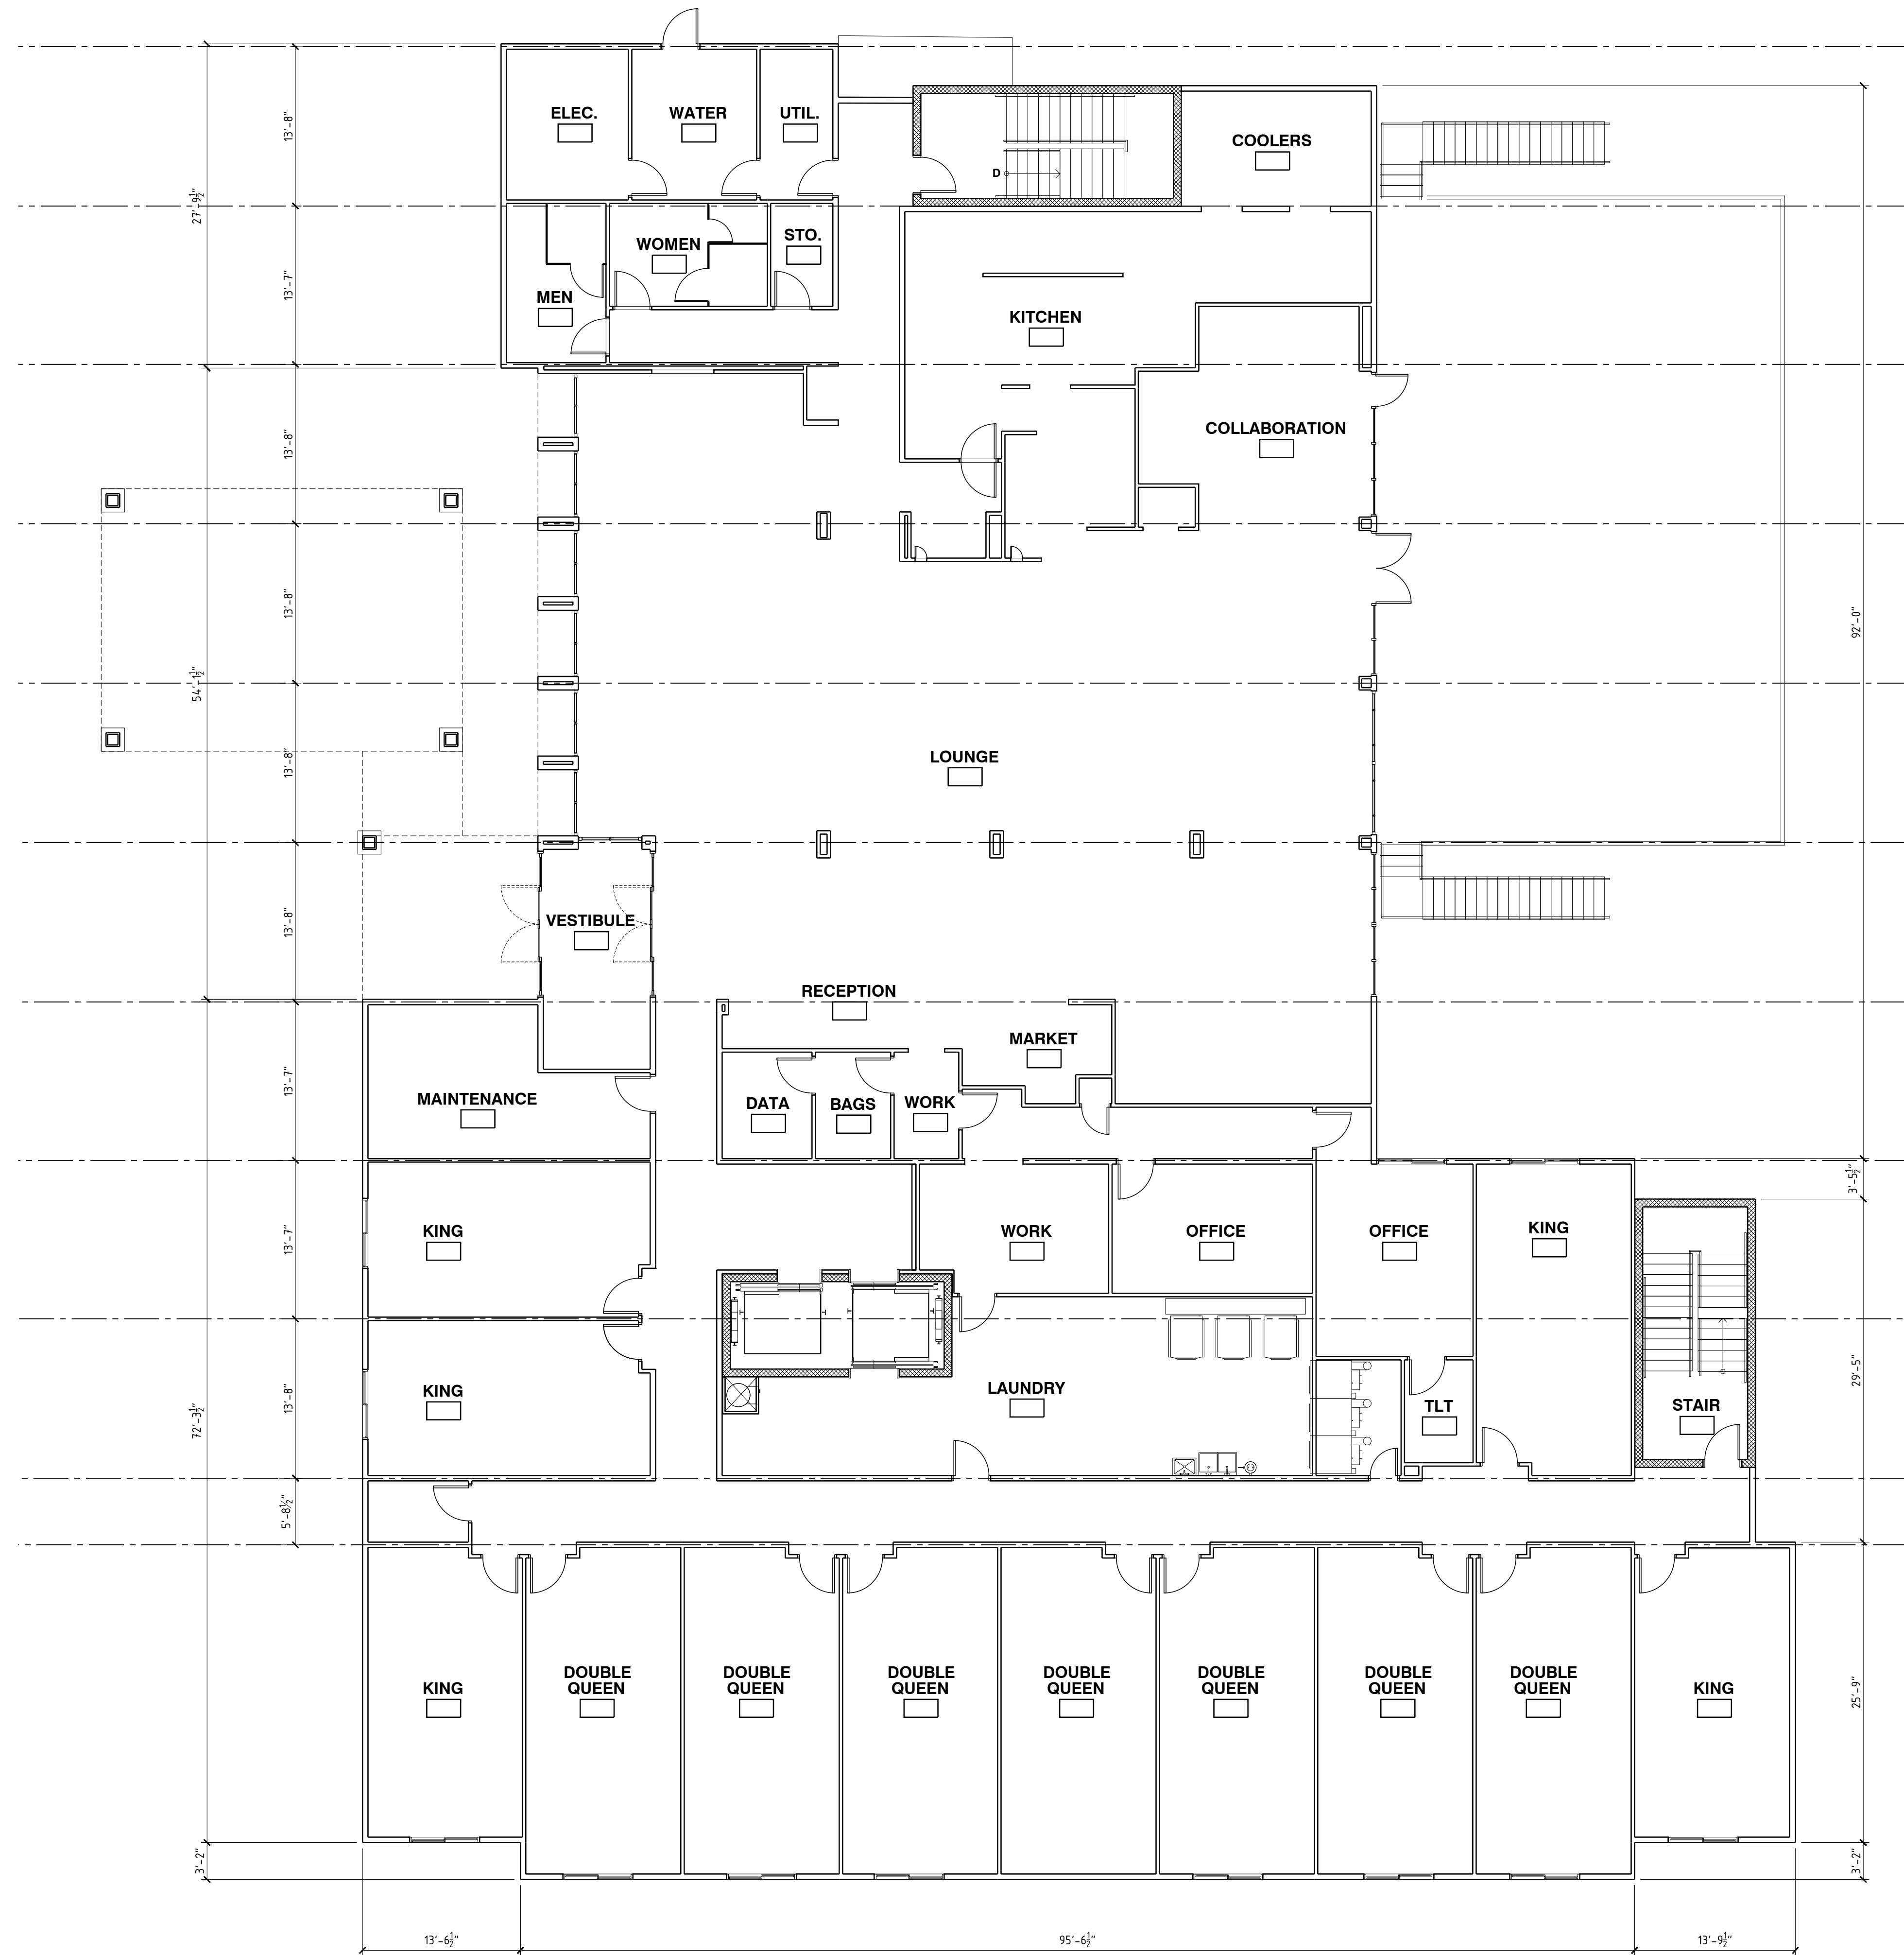 ELEC.
WATER
UTIL.
COOLERS
D
WOMEN
STO.
MEN
KITCHEN
COLLABORATION
LOUNGE
VESTIBULE
RECEPTION
MARKET
MAINTENANCE
DATA
BAGS
WORK
KING
WORK
OFFICE
OFFICE
KING
KING
LAUNDRY
TLT
STAIR
KING
DOUBLE
QUEEN
DOUBLE
QUEEN
DOUBLE
QUEEN
DOUBLE
QUEEN
DOUBLE
QUEEN
DOUBLE
QUEEN
DOUBLE
QUEEN
KING
27'-9½"
54'-1½"
72'-3½"
3'-2"
13'-8"
13'-7"
13'-8"
13'-8"
13'-8"
13'-8"
13'-7"
13'-7"
13'-8"
5'-8½"
92'-0"
3'-5½"
29'-5"
25'-9"
3'-2"
13'-6½"
95'-6½"
13'-9½"